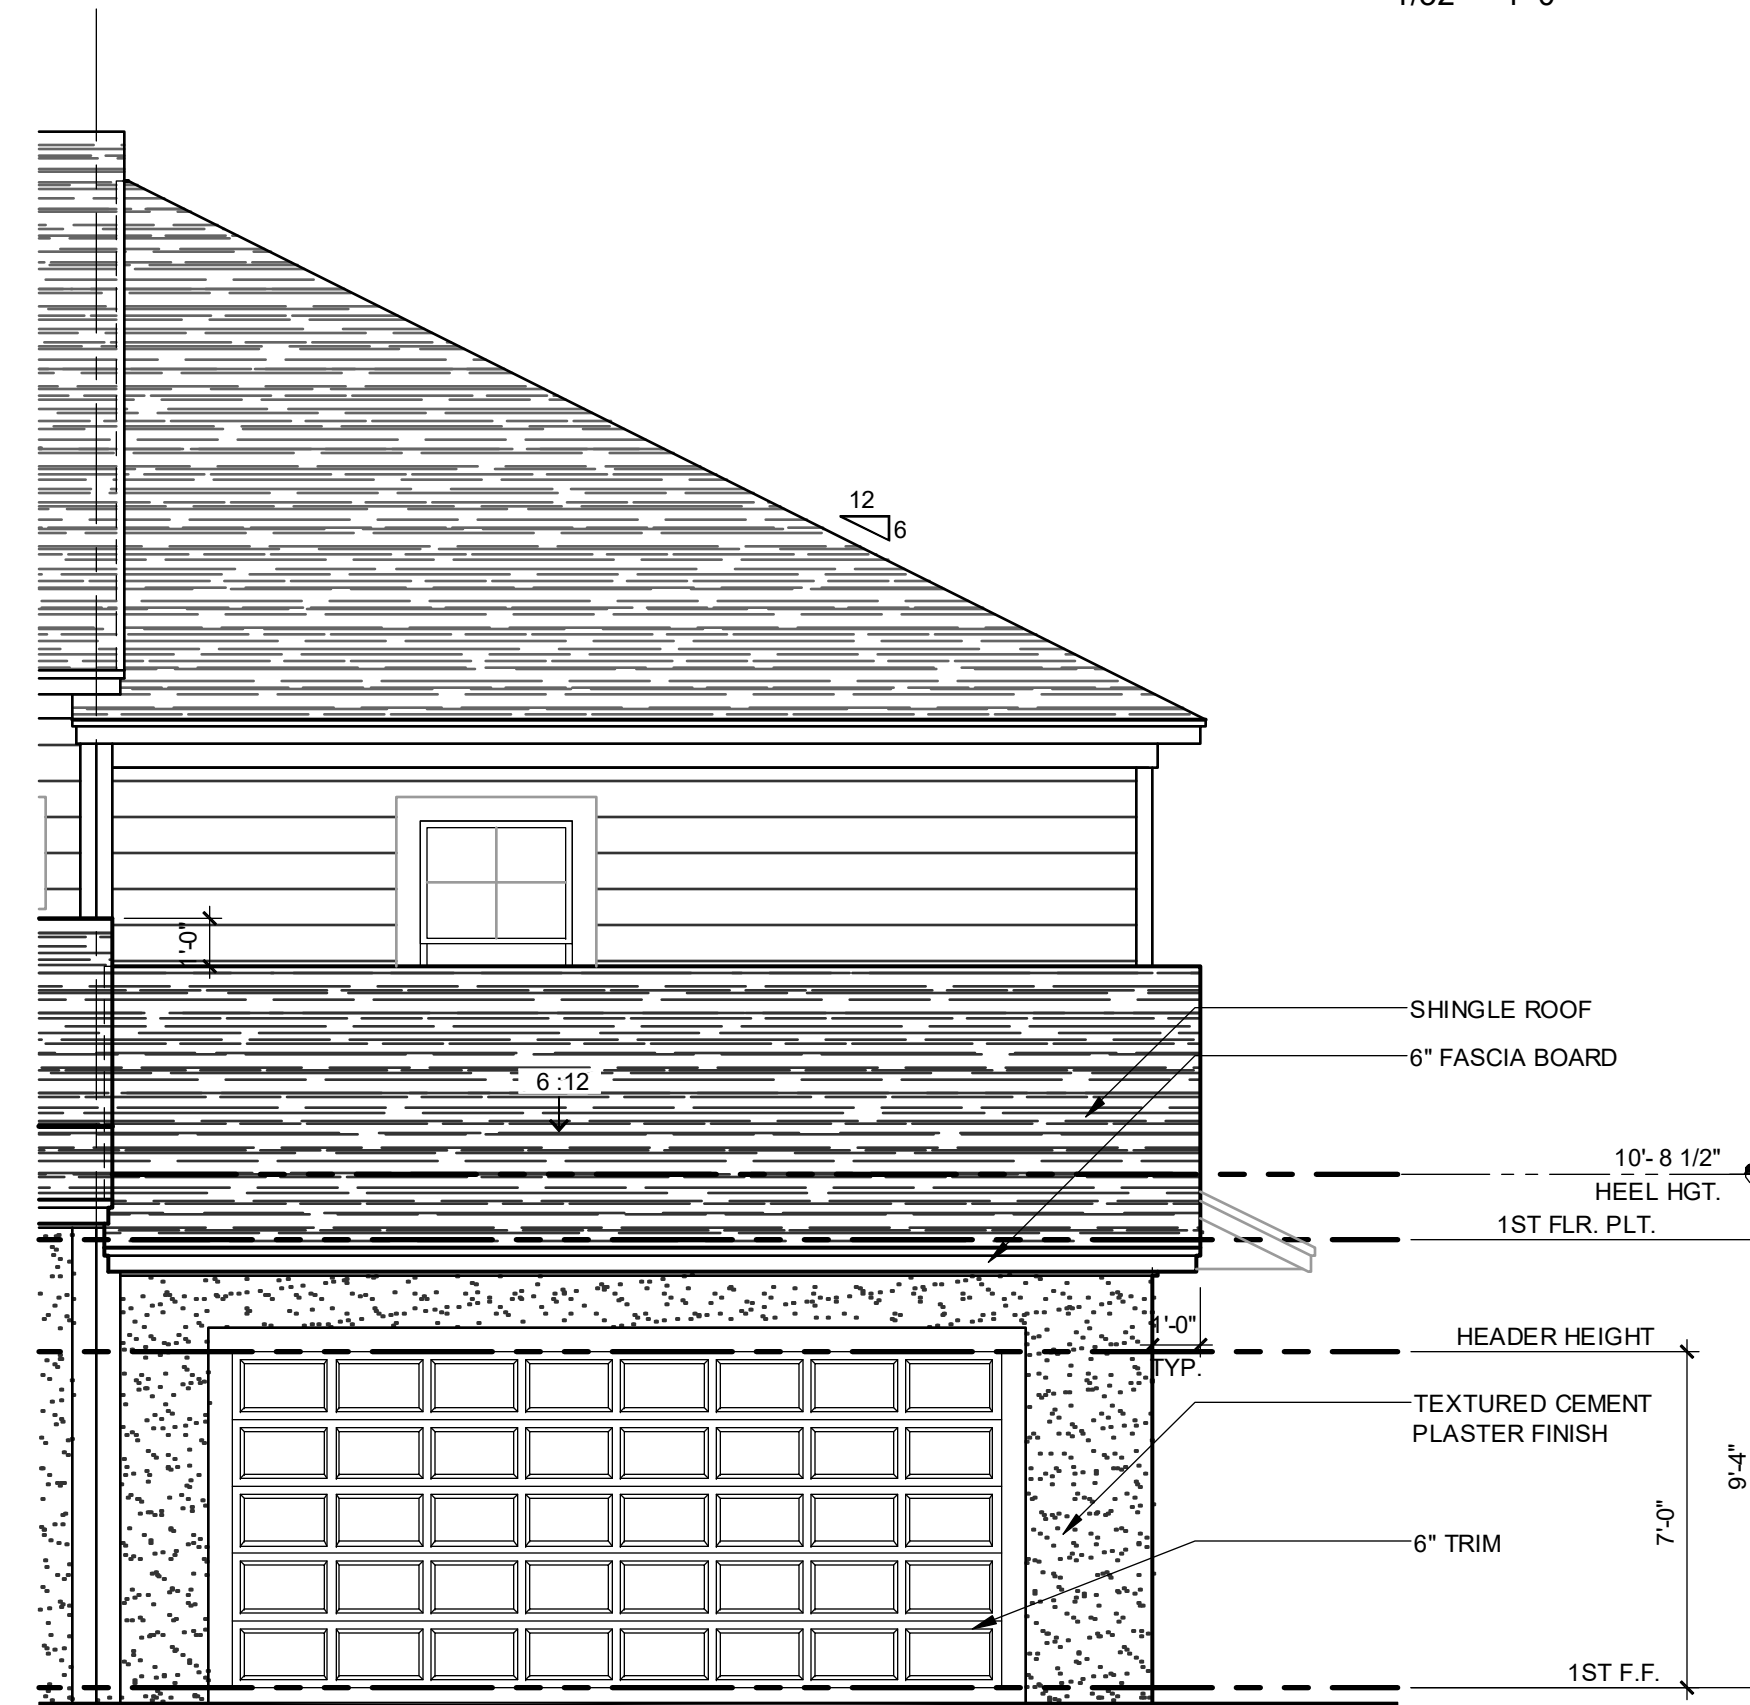 12
6
1'-0"
SHINGLE ROOF
6" FASCIA BOARD
6 :12
10'- 8 1/2"
HEEL HGT.
1ST FLR. PLT.
1'-0"
TYP.
HEADER HEIGHT
TEXTURED CEMENT
PLASTER FINISH
9'-4"
7'-0"
6" TRIM
1ST F.F.